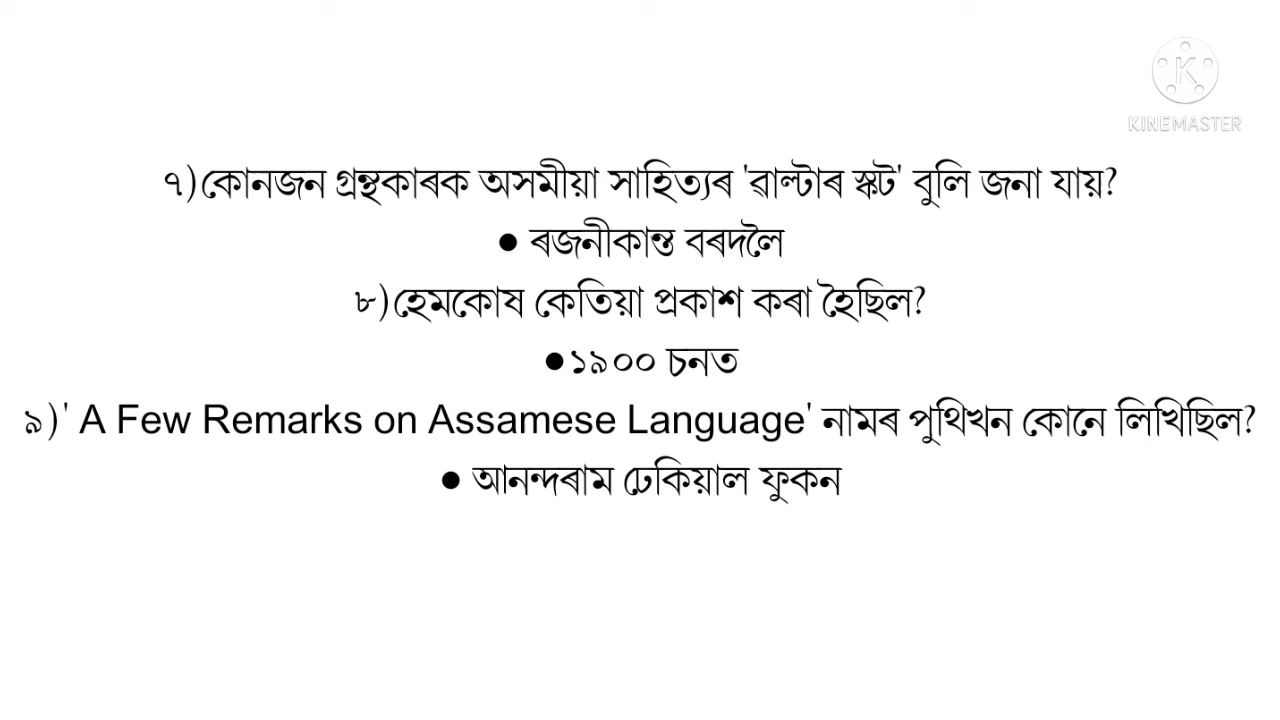 KINEMASTER
৭)কোনজন গ্ৰন্থকাৰক অসমীয়া সাহিত্যৰ 'ৱাল্টাৰ স্কট' বুলি জনা যায়?
● ৰজনীকান্ত বৰদলৈ
৮)হেমকোষ কেতিয়া প্ৰকাশ কৰা হৈছিল?
●১৯০০ চনত
৯)' A Few Remarks on Assamese Language' নামৰ পুথিখন কোনে লিখিছিল?
● আনন্দৰাম ঢেকিয়াল ফুকন